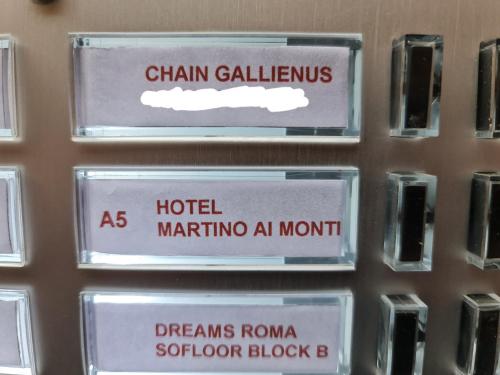 CHAIN GALLIENUS
A5 HOTEL
MARTINO AI MONTI
DREAMS ROMA
SOFLOOR BLOCK B